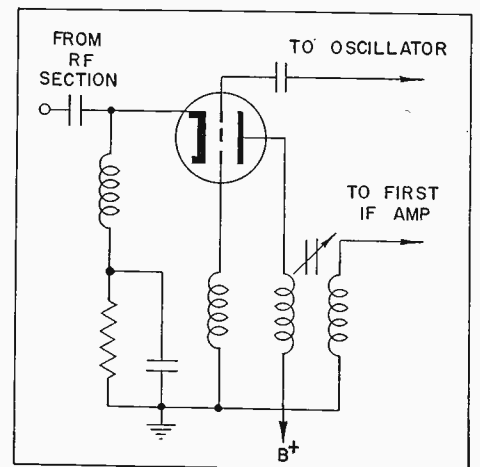 FROM
RF
SECTION
TO OSCILLATOR
TO FIRST
IF AMP
B+